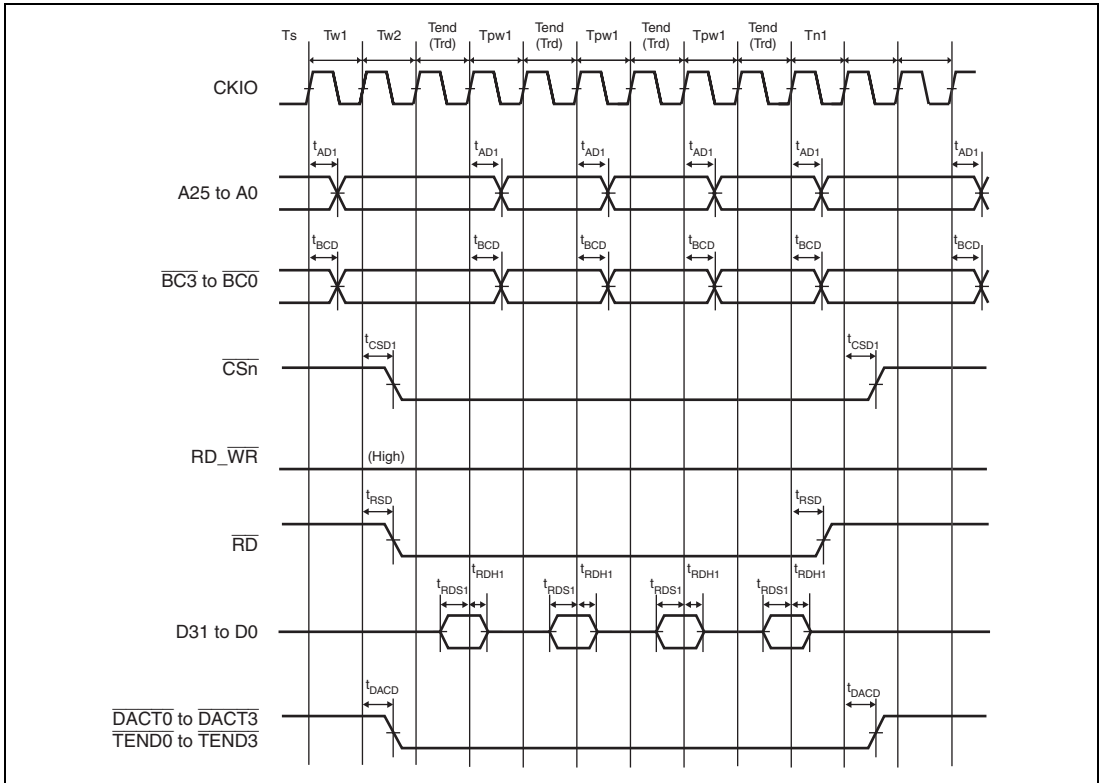 Ts Tw1 Tw2 Tend (Trd) Tpw1 Tend (Trd) Tpw1 Tend (Trd) Tpw1 Tend (Trd) Tn1
CKIO
tAD1 tAD1 tAD1 tAD1 tAD1 tAD1
A25 to A0
tBCD tBCD tBCD tBCD tBCD tBCD
BC3 to BC0
tCSD1 tCSD1
CSn
RD_WR (High)
tRSD tRSD
RD
tRDS1 tRDH1 tRDS1 tRDH1 tRDS1 tRDH1 tRDS1 tRDH1
D31 to D0
tDACD tDACD
DACT0 to DACT3
TEND0 to TEND3